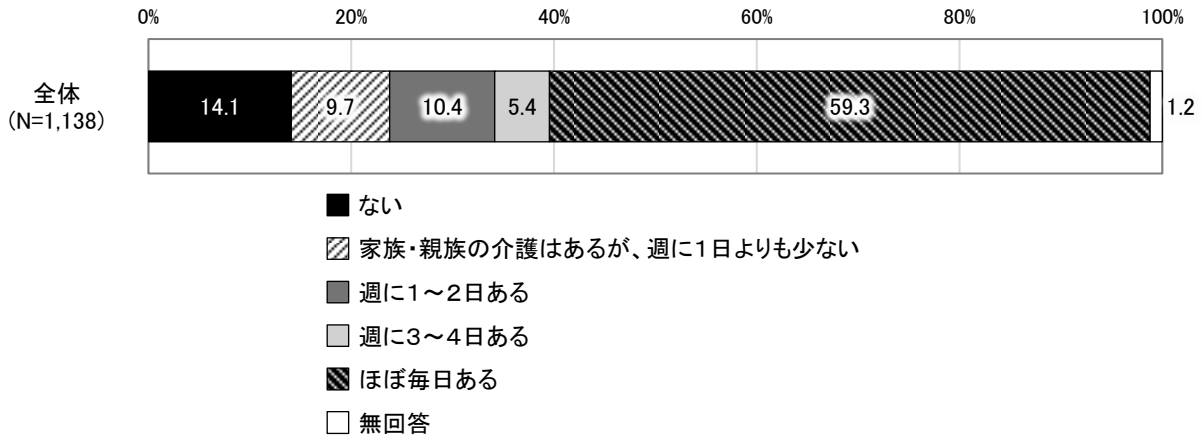 0% 20% 40% 60% 80% 100%
全体
(N=1,138)
14.1 9.7 10.4 5.4 59.3 1.2
ない
家族・親族の介護はあるが、週に１日よりも少ない
週に１～２日ある
週に３～４日ある
ほぼ毎日ある
無回答